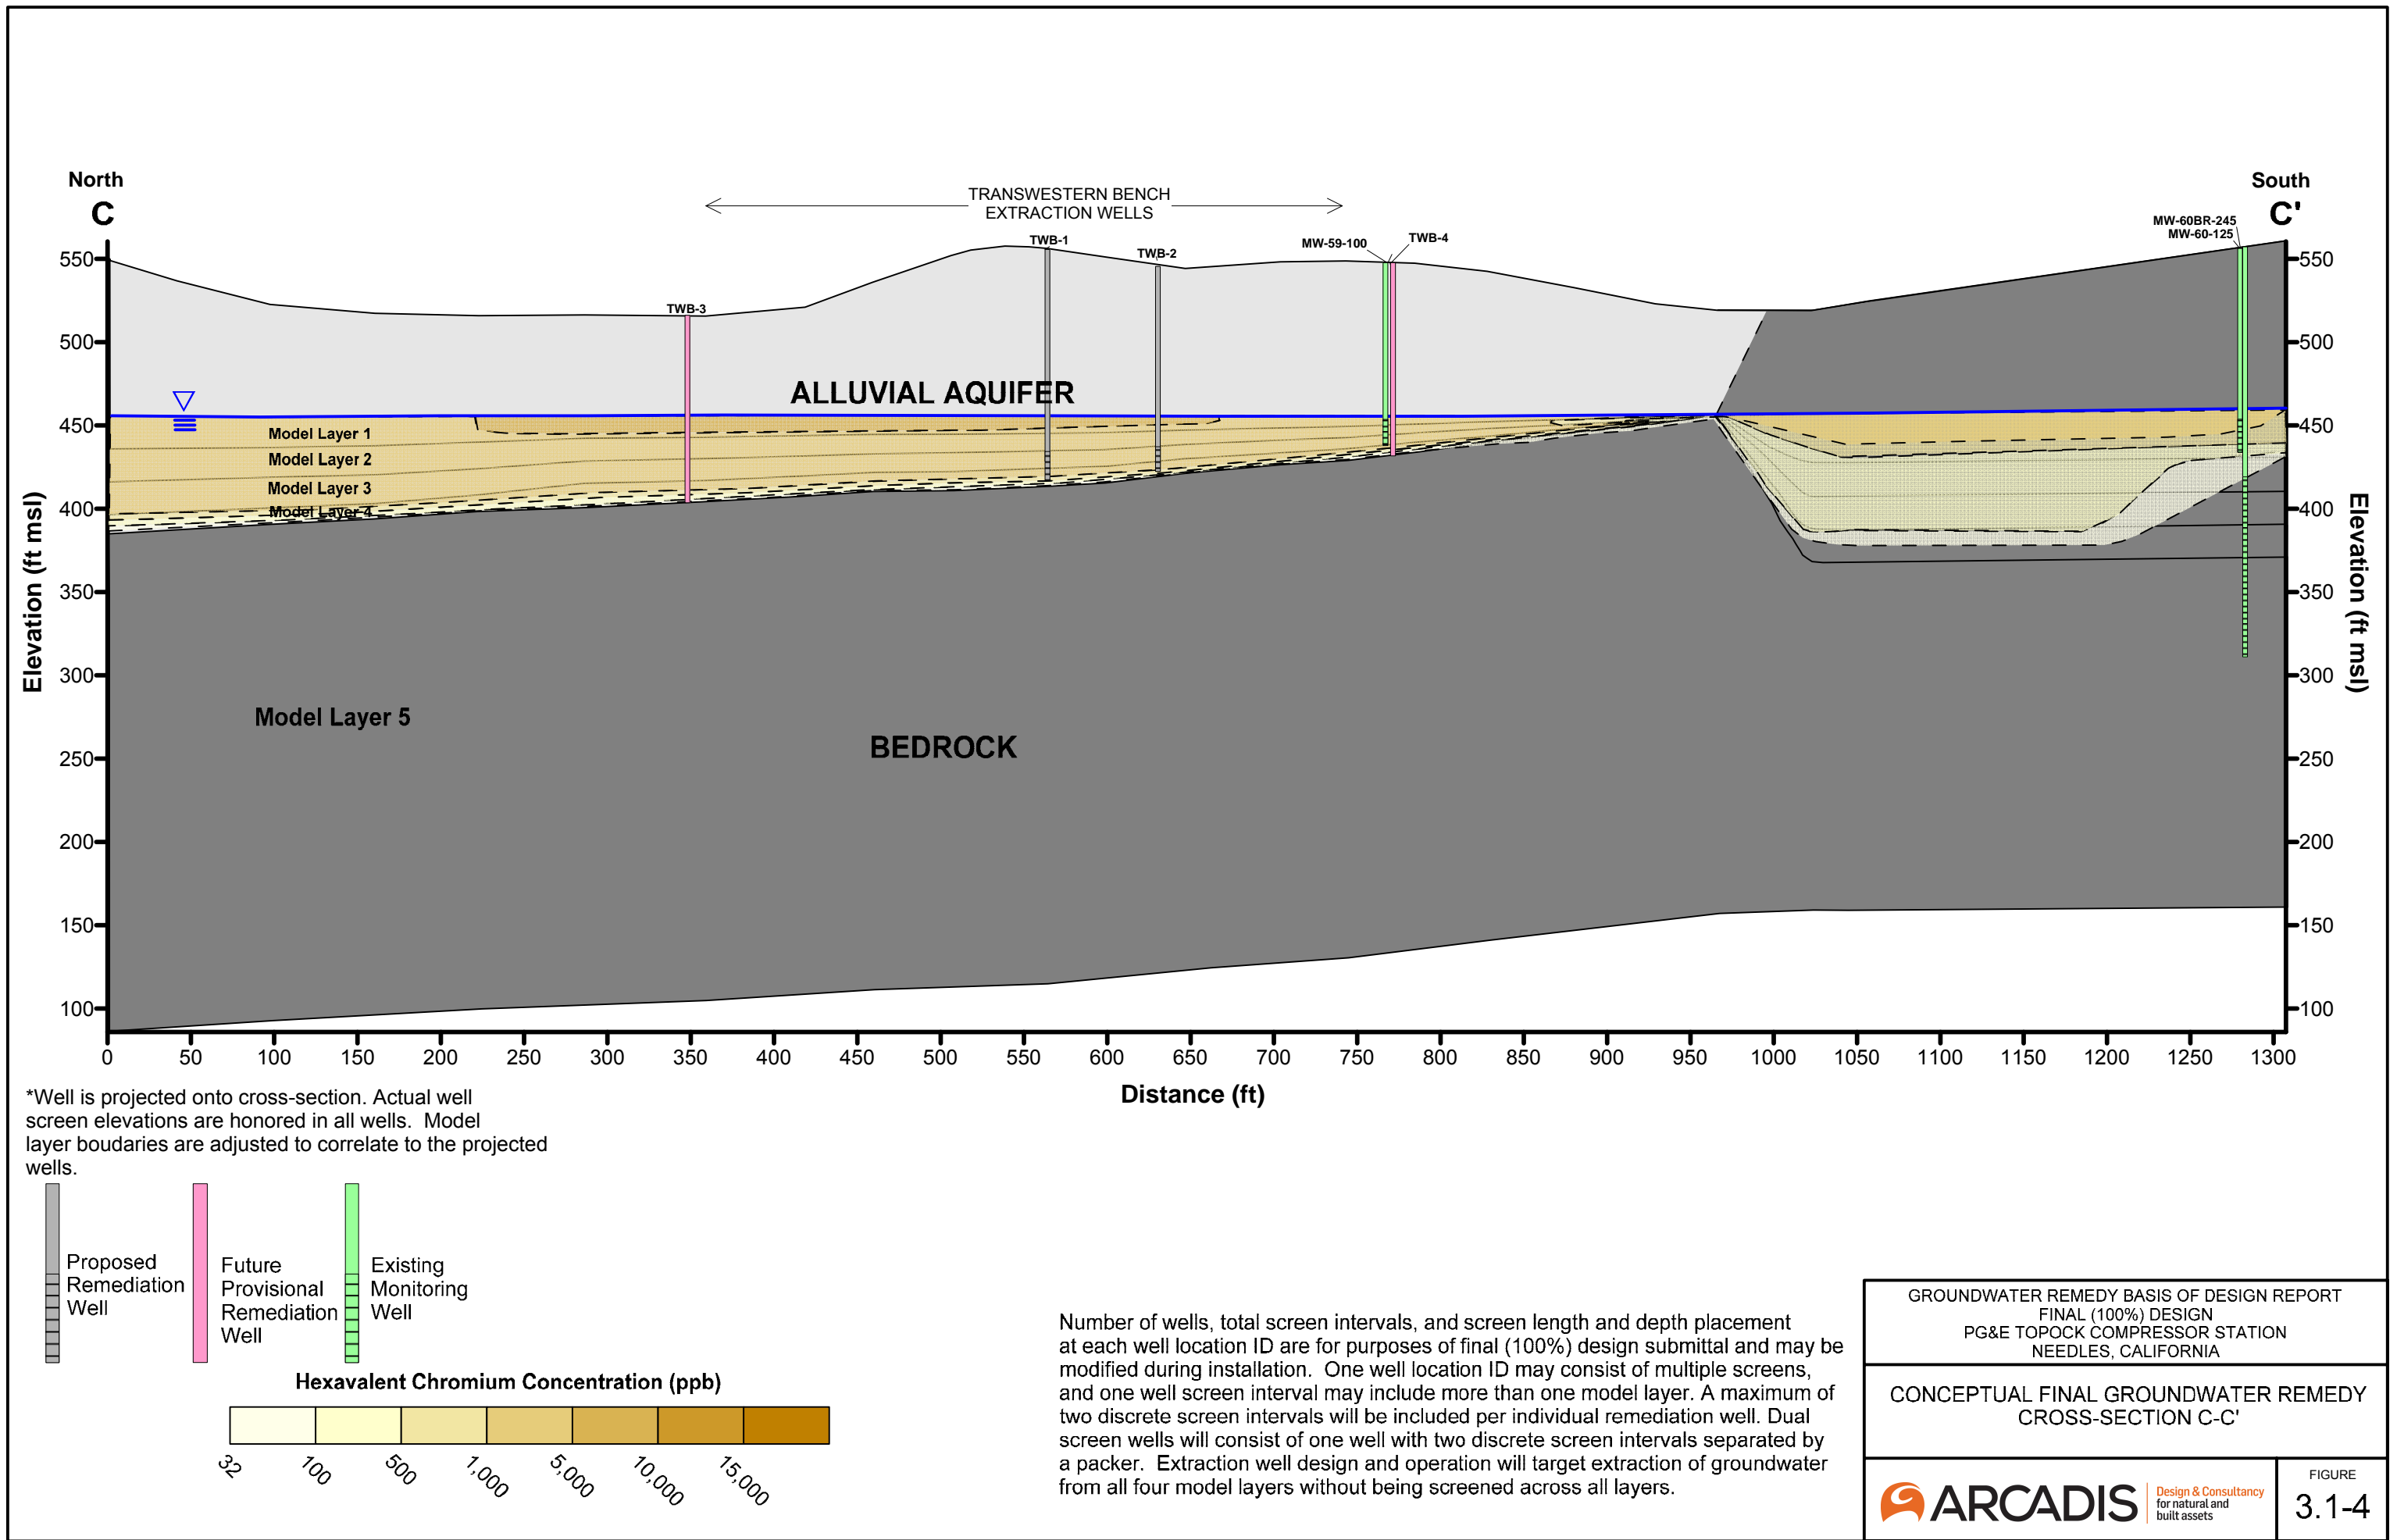 North
C
TRANSWESTERN BENCH
EXTRACTION WELLS
South
C'
MW-60BR-245
MW-60-125
TWB-1
TWB-2
MW-59-100
TWB-4
TWB-3
550
500
450
400
350
300
250
200
150
100
Elevation (ft msl)
ALLUVIAL AQUIFER
Model Layer 1
Model Layer 2
Model Layer 3
Model Layer 4
Model Layer 5
BEDROCK
550
500
450
400
350
300
250
200
150
100
Elevation (ft msl)
0 50 100 150 200 250 300 350 400 450 500 550 600 650 700 750 800 850 900 950 1000 1050 1100 1150 1200 1250 1300
Distance (ft)
*Well is projected onto cross-section. Actual well
screen elevations are honored in all wells. Model
layer boudaries are adjusted to correlate to the projected
wells.
Proposed
Remediation
Well
Future
Provisional
Remediation
Well
Existing
Monitoring
Well
Hexavalent Chromium Concentration (ppb)
32 100 500 1,000 5,000 10,000 15,000
Number of wells, total screen intervals, and screen length and depth placement
at each well location ID are for purposes of final (100%) design submittal and may be
modified during installation. One well location ID may consist of multiple screens,
and one well screen interval may include more than one model layer. A maximum of
two discrete screen intervals will be included per individual remediation well. Dual
screen wells will consist of one well with two discrete screen intervals separated by
a packer. Extraction well design and operation will target extraction of groundwater
from all four model layers without being screened across all layers.
GROUNDWATER REMEDY BASIS OF DESIGN REPORT
FINAL (100%) DESIGN
PG&E TOPOCK COMPRESSOR STATION
NEEDLES, CALIFORNIA
CONCEPTUAL FINAL GROUNDWATER REMEDY
CROSS-SECTION C-C'
ARCADIS
Design & Consultancy
for natural and
built assets
FIGURE
3.1-4